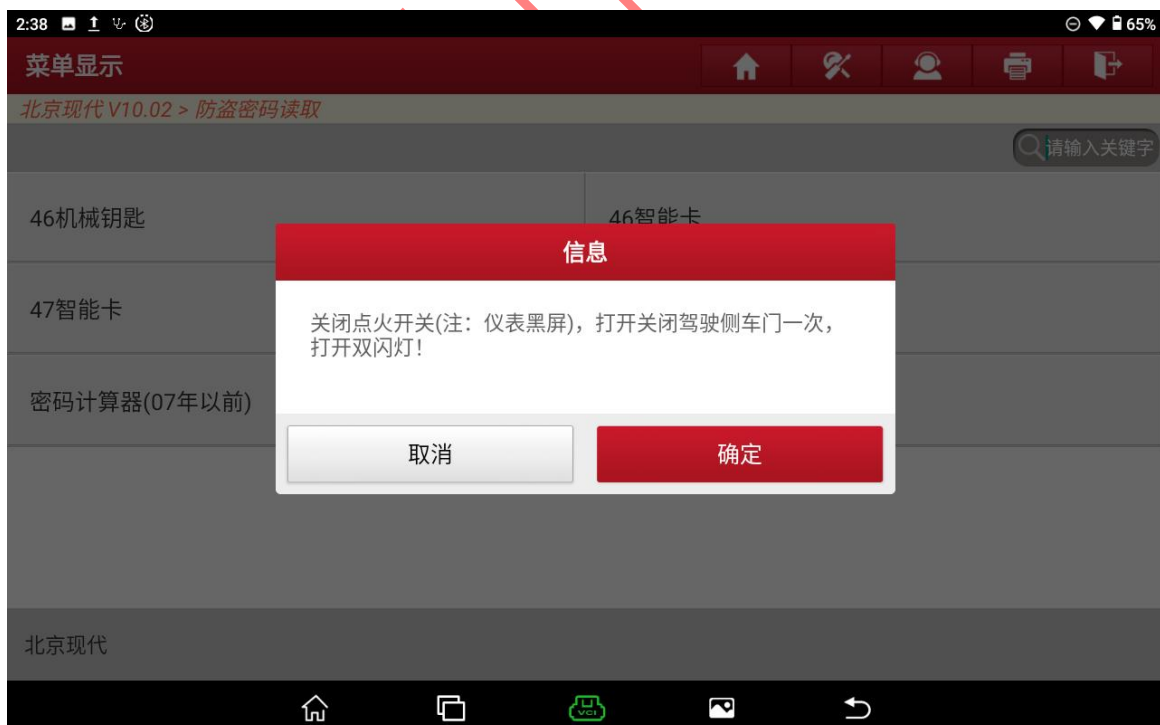 2:38
65%
菜单显示
北京现代 V10.02 > 防盗密码读取
请输入关键字
46机械钥匙
46智能卡
47智能卡
密码计算器(07年以前)
信息
关闭点火开关(注：仪表黑屏)，打开关闭驾驶侧车门一次，
打开双闪灯!
取消
确定
北京现代
VCI